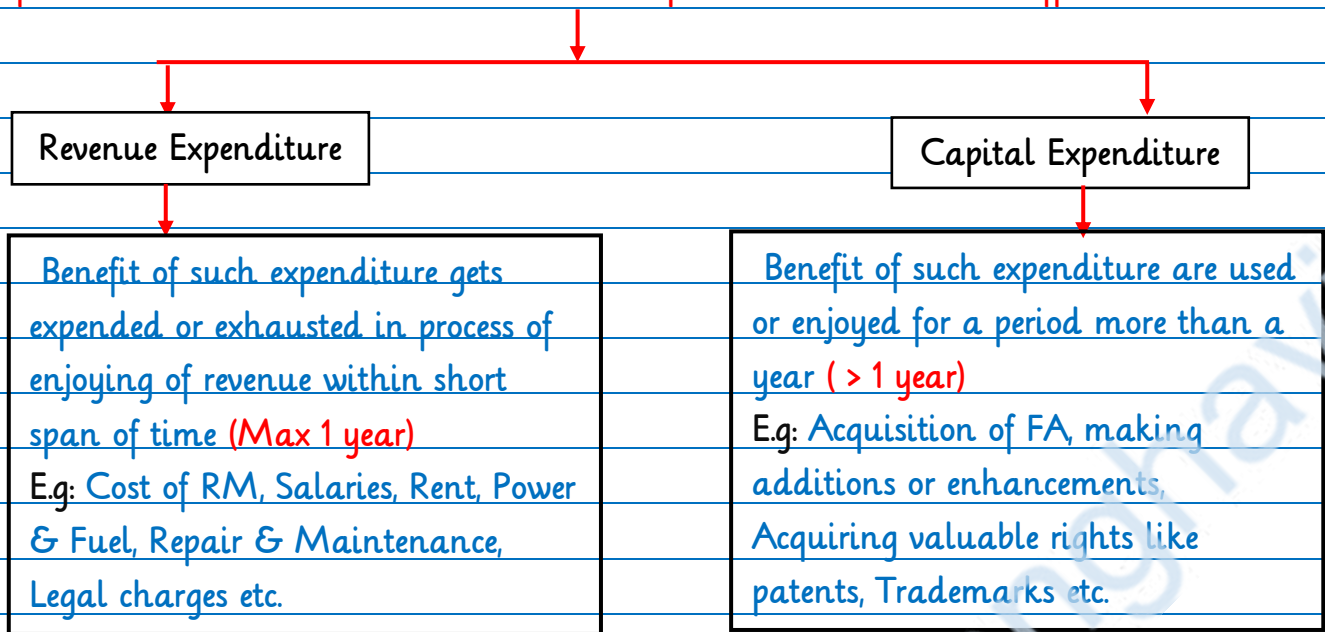 Revenue Expenditure
Capital Expenditure
Benefit of such expenditure gets
expended or exhausted in process of
enjoying of revenue within short
span of time (Max 1 year)
E.g: Cost of RM, Salaries, Rent, Power
& Fuel, Repair & Maintenance,
Legal charges etc.
Benefit of such expenditure are used
or enjoyed for a period more than a
year ( > 1 year)
E.g: Acquisition of FA, making
additions or enhancements,
Acquiring valuable rights like
patents, Trademarks etc.